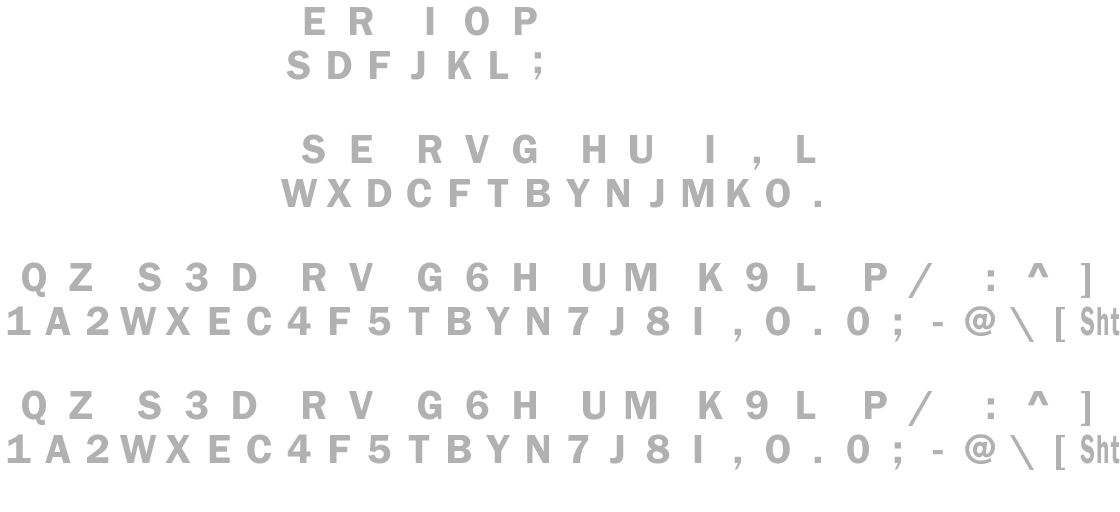 E R I O P
S D F J K L ;
S E R V G H U I , L
W X D C F T B Y N J M K O .
Q Z S 3 D R V G 6 H U M K 9 L P / : ^ ]
1 A 2 W X E C 4 F 5 T B Y N 7 J 8 I , O . 0 ; - @ \ [ Sht
Q Z S 3 D R V G 6 H U M K 9 L P / : ^ ]
1 A 2 W X E C 4 F 5 T B Y N 7 J 8 I , O . 0 ; - @ \ [ Sht